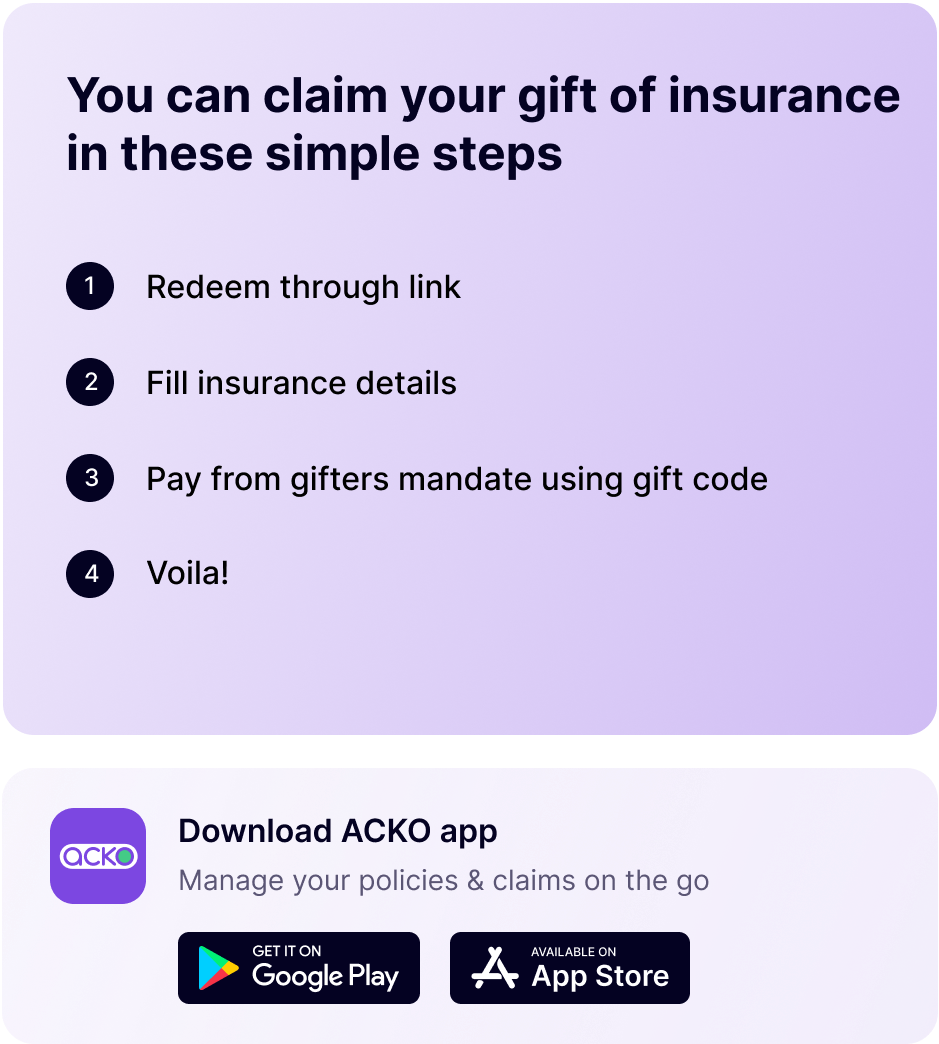 You can claim your gift of insurance
in these simple steps
1 Redeem through link
2 Fill insurance details
3 Pay from gifters mandate using gift code
4 Voila!
acko
Download ACKO app
Manage your policies & claims on the go
GET IT ON
Google Play
AVAILABLE ON
App Store